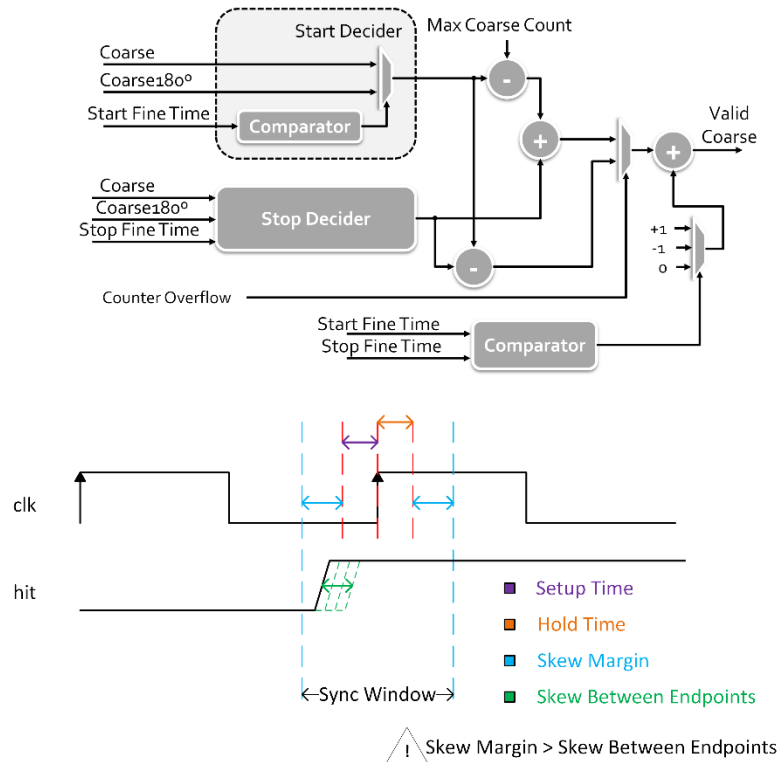 Start Decider
Max Coarse Count
Coarse
Coarse180º
Start Fine Time
Comparator
-
+
+
Valid
Coarse
Coarse
Coarse180º
Stop Fine Time
Stop Decider
-
+1
-1
0
Counter Overflow
Start Fine Time
Stop Fine Time
Comparator
clk
hit
Setup Time
Hold Time
Skew Margin
Sync Window
Skew Between Endpoints
! Skew Margin > Skew Between Endpoints